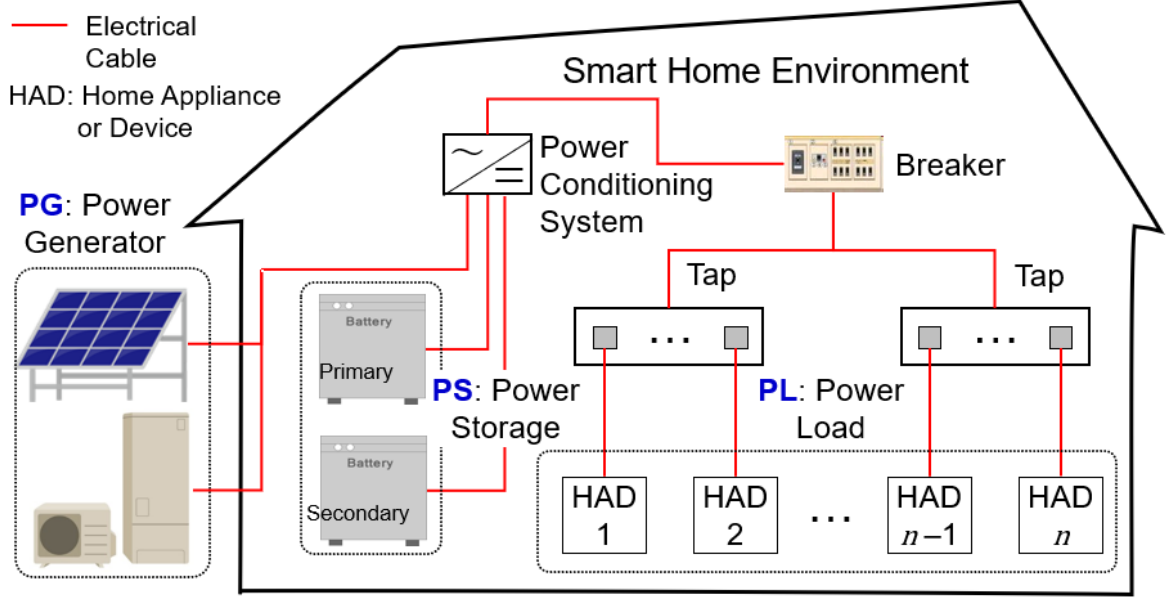 Electrical
Cable
HAD: Home Appliance
or Device
Smart Home Environment
Power
Conditioning
System
Breaker
PG: Power
Generator
Tap
Tap
Battery
Primary
PS: Power
Storage
Battery
Secondary
...
...
PL: Power
Load
HAD
1
HAD
2
...
HAD
n–1
HAD
n